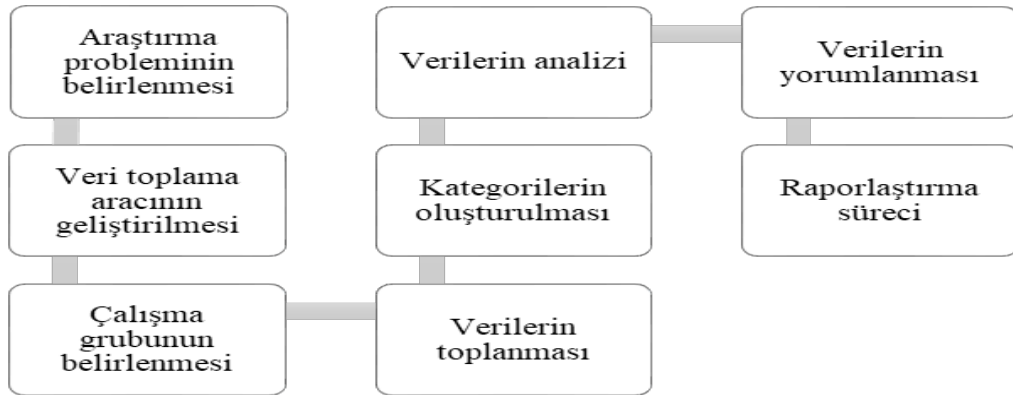 Araştırma
probleminin
belirlenmesi
Veri toplama
aracının
geliştirilmesi
Çalışma
grubunun
belirlenmesi
Verilerin
toplanması
Kategorilerin
oluşturulması
Verilerin analizi
Verilerin
yorumlanması
Raporlaştırma
süreci